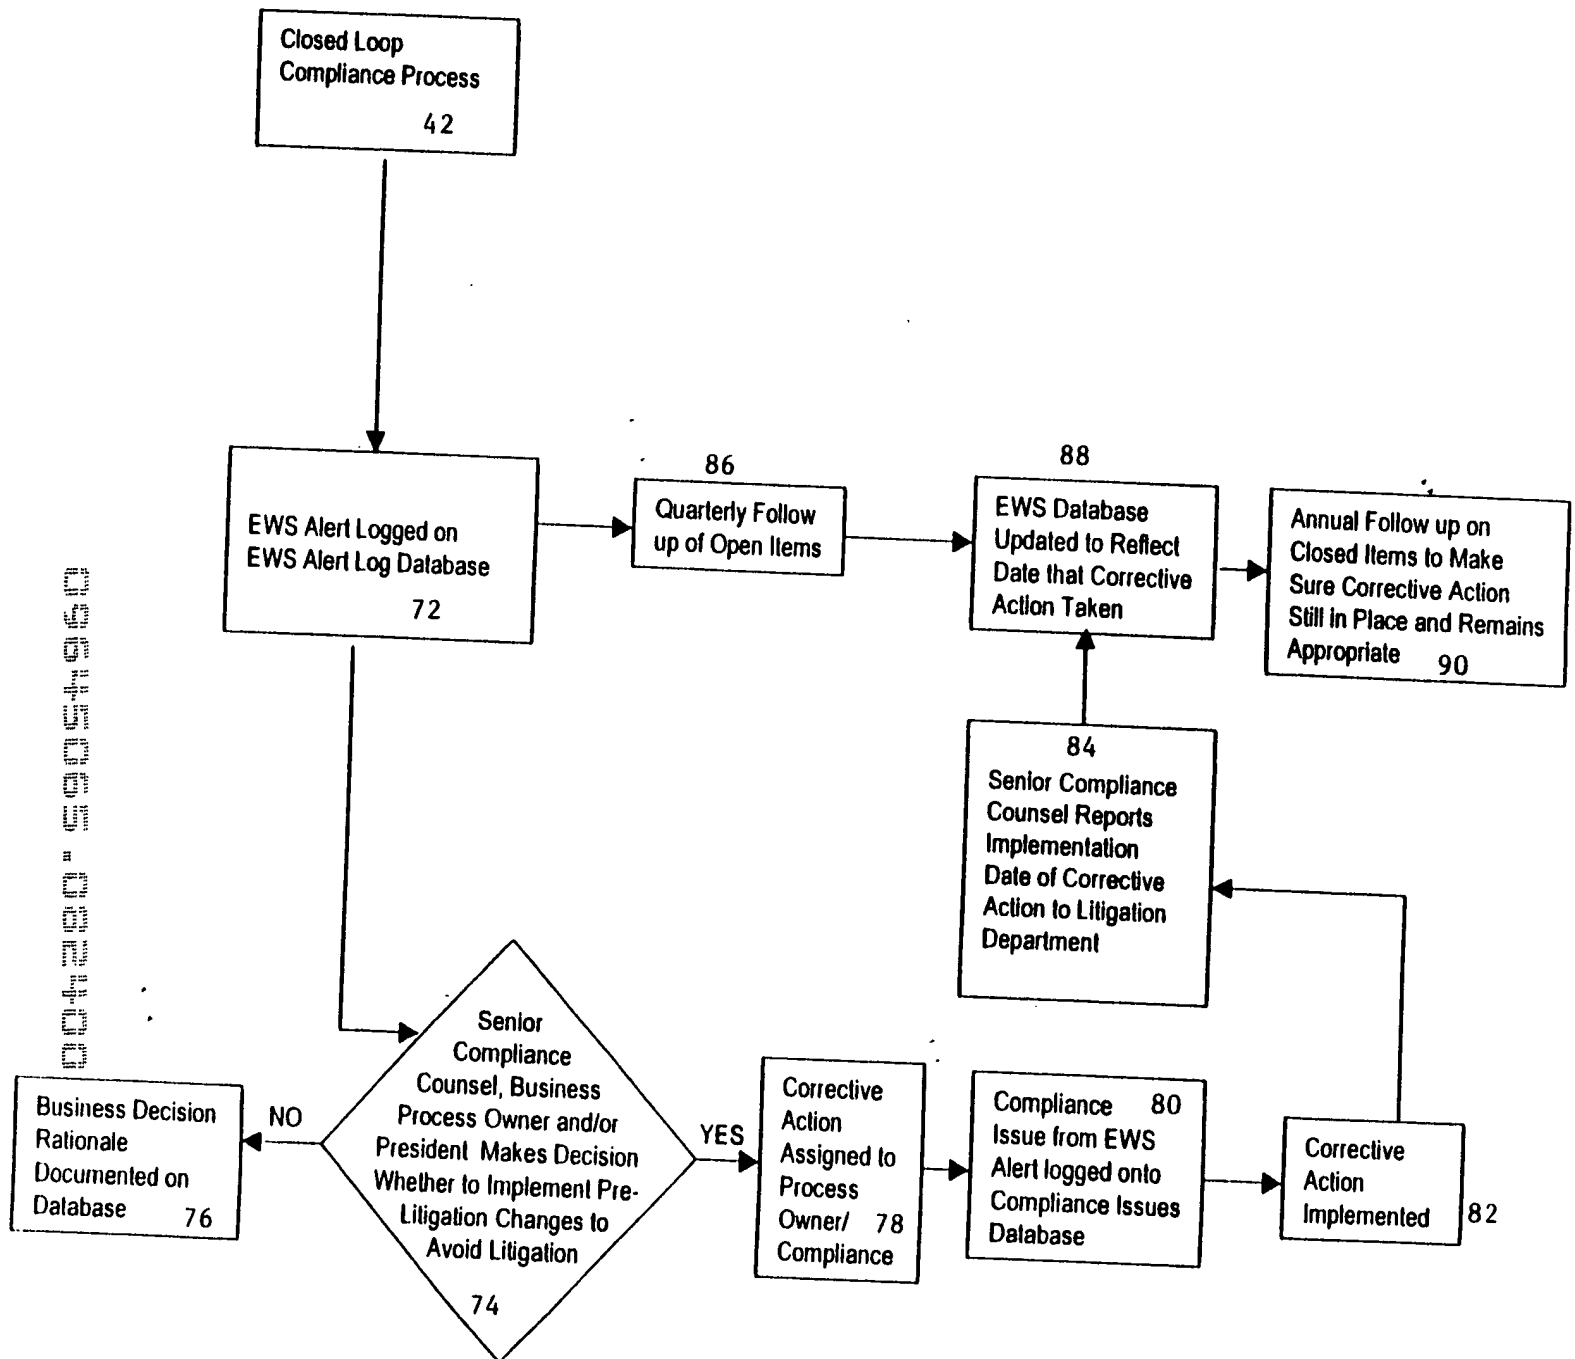 Closed Loop
Compliance Process
42
EWS Alert Logged on
EWS Alert Log Database
72
86
Quarterly Follow
up of Open Items
88
EWS Database
Updated to Reflect
Date that Corrective
Action Taken
Annual Follow up on
Closed Items to Make
Sure Corrective Action
Still in Place and Remains
Appropriate 90
84
Senior Compliance
Counsel Reports
Implementation
Date of Corrective
Action to Litigation
Department
Senior
Compliance
Counsel, Business
Process Owner and/or
President Makes Decision
Whether to Implement Pre-
Litigation Changes to
Avoid Litigation
74
NO
Business Decision
Rationale
Documented on
Database 76
YES
Corrective
Action
Assigned to
Process
Owner/ 78
Compliance
Compliance 80
Issue from EWS
Alert logged onto
Compliance Issues
Database
Corrective
Action
Implemented 82
09645065.082400